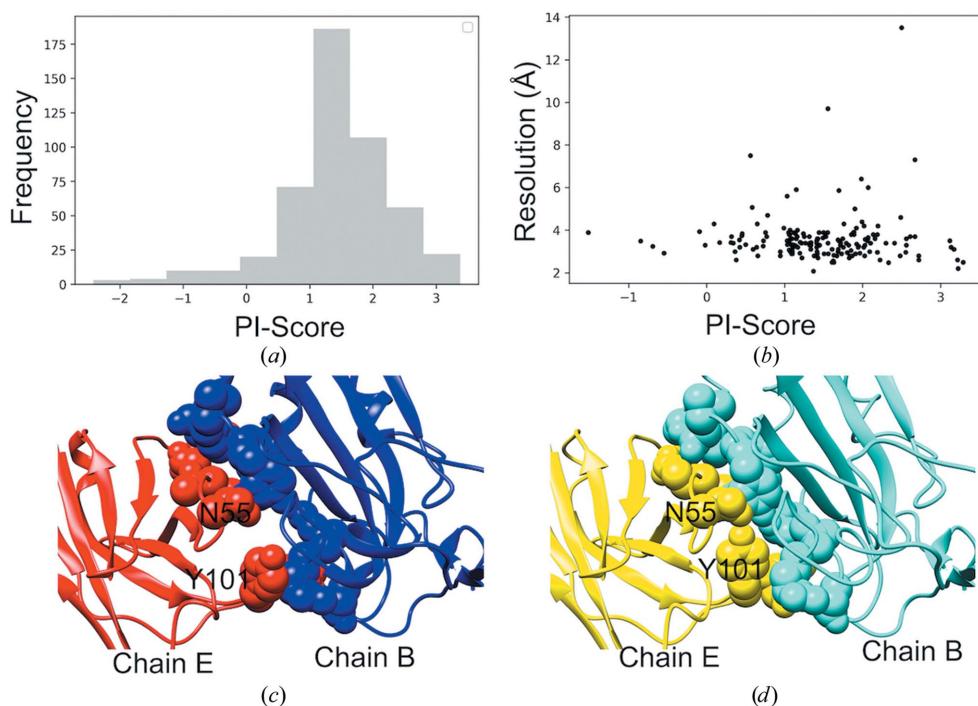 175
150
125
100
75
50
25
0
Frequency
−2 −1 0 1 2 3
PI-Score
(a)
14
12
10
8
6
4
2
Resolution (Å)
−1 0 1 2 3
PI-Score
(b)
N55
Y101
Chain E Chain B
(c)
N55
Y101
Chain E Chain B
(d)